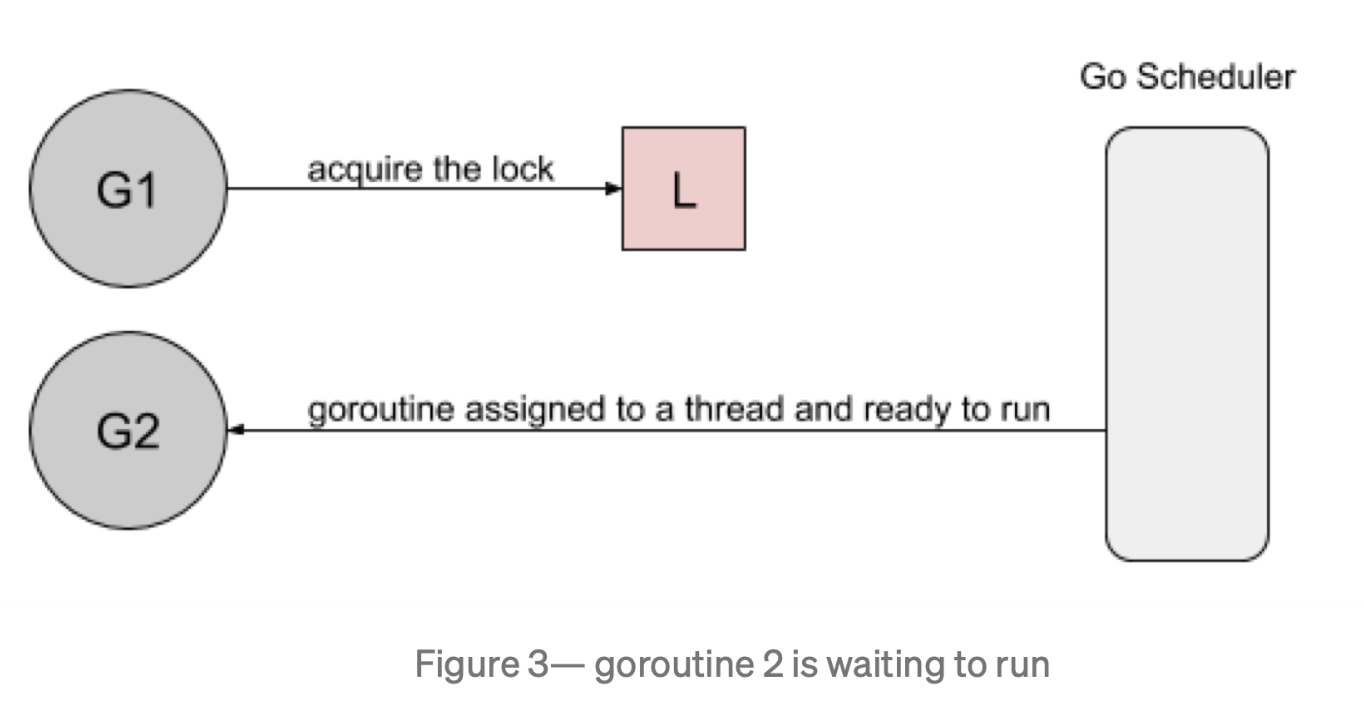 Go Scheduler
G1
acquire the lock
L
G2
goroutine assigned to a thread and ready to run
Figure 3— goroutine 2 is waiting to run